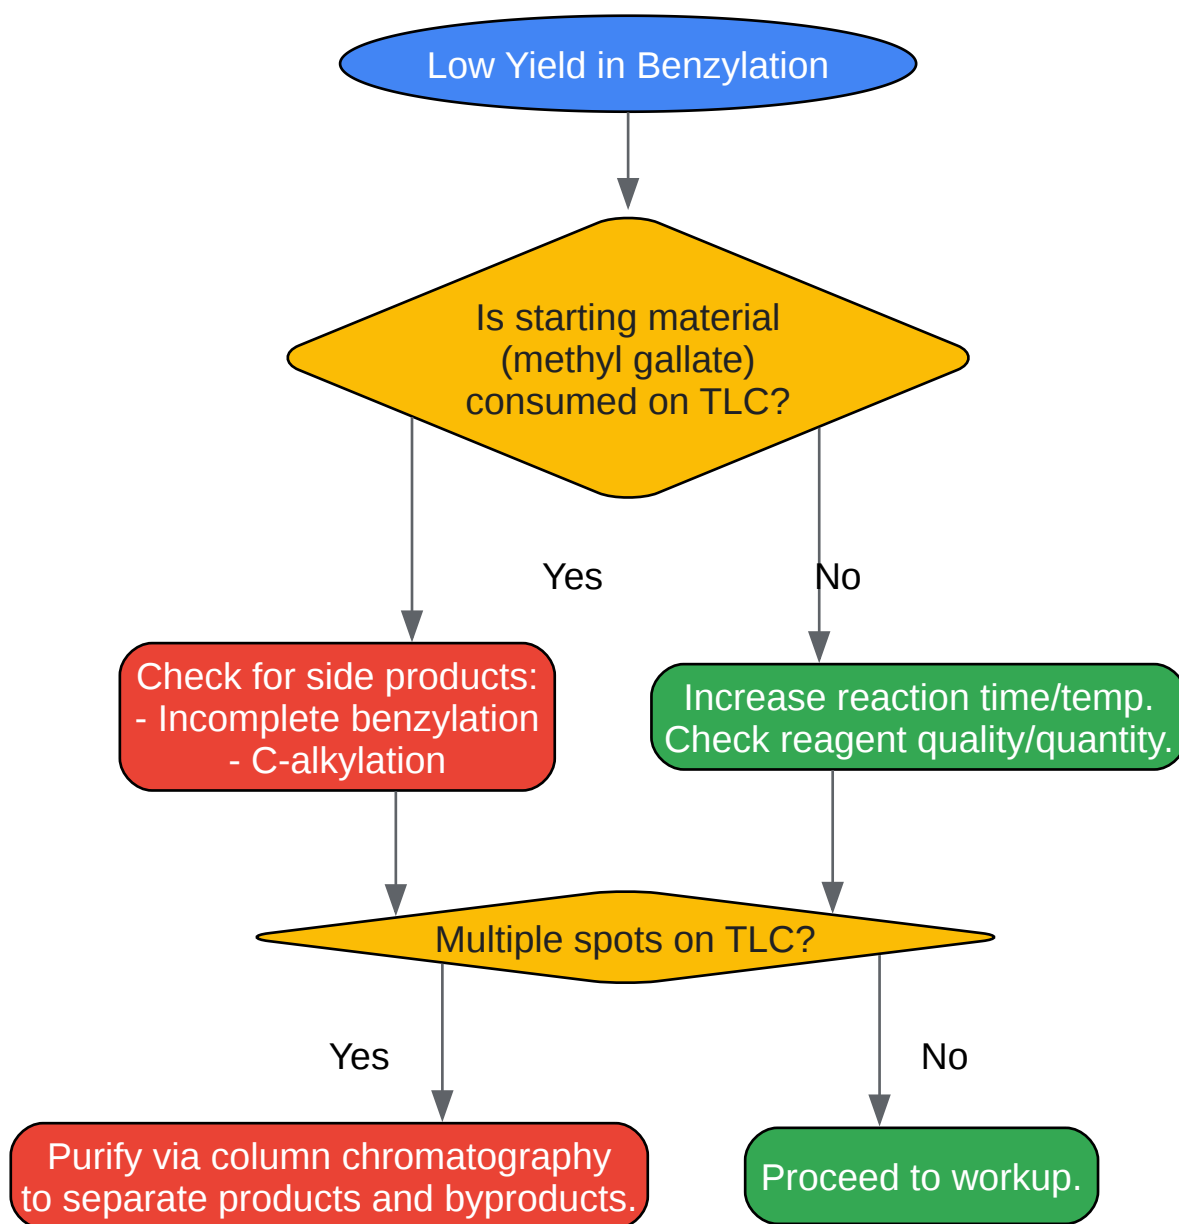 Low Yield in Benzylation
Is starting material
(methyl gallate)
consumed on TLC?
Yes
No
Check for side products:
- Incomplete benzylation
- C-alkylation
Increase reaction time/temp.
Check reagent quality/quantity.
Multiple spots on TLC?
Yes
No
Purify via column chromatography
to separate products and byproducts.
Proceed to workup.